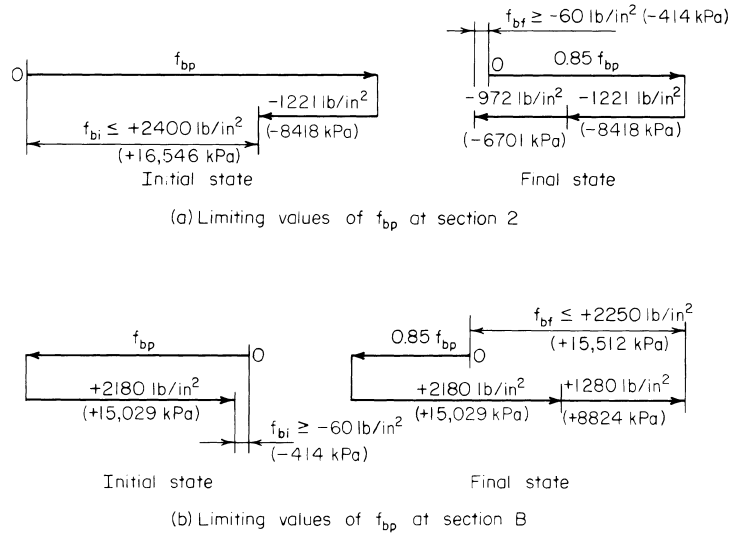 f_bf ≥ -60 lb/in² (-414 kPa)
f_bp
O
O
0.85 f_bp
-1221 lb/in²
(-8418 kPa)
f_bi ≤ +2400 lb/in²
(+16,546 kPa)
-972 lb/in²
(-6701 kPa)
-1221 lb/in²
(-8418 kPa)
Initial state
Final state
(a) Limiting values of f_bp at section 2
f_bp
O
+2180 lb/in²
(+15,029 kPa)
f_bi ≥ -60 lb/in²
(-414 kPa)
f_bf ≤ +2250 lb/in²
(+15,512 kPa)
0.85 f_bp
O
+2180 lb/in²
(+15,029 kPa)
+1280 lb/in²
(+8824 kPa)
Initial state
Final state
(b) Limiting values of f_bp at section B